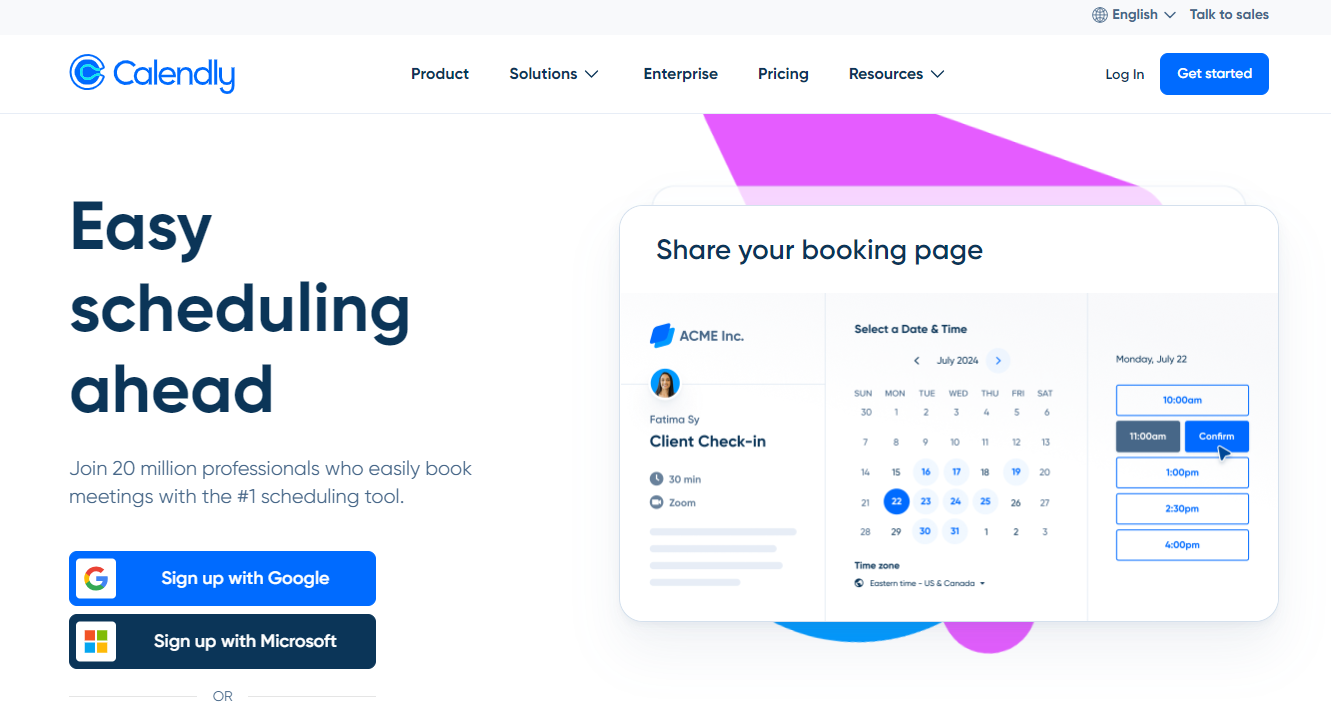 English Talk to sales
Calendly Product Solutions Enterprise Pricing Resources Log In Get started
Easy
scheduling
ahead
Join 20 million professionals who easily book
meetings with the #1 scheduling tool.
Sign up with Google
Sign up with Microsoft
OR
Share your booking page
ACME Inc.
Fatima Sy
Client Check-in
30 min
Zoom
Select a Date & Time
July 2024
SUN MON TUE WED THU FRI SAT
30 1 2 3 4 5 6
7 8 9 10 11 12 13
14 15 16 17 18 19 20
21 22 23 24 25 26 27
28 29 30 31 1 2 3
Time zone
Eastern time - US & Canada
Monday, July 22
10:00am
11:00am Confirm
1:00pm
2:30pm
4:00pm